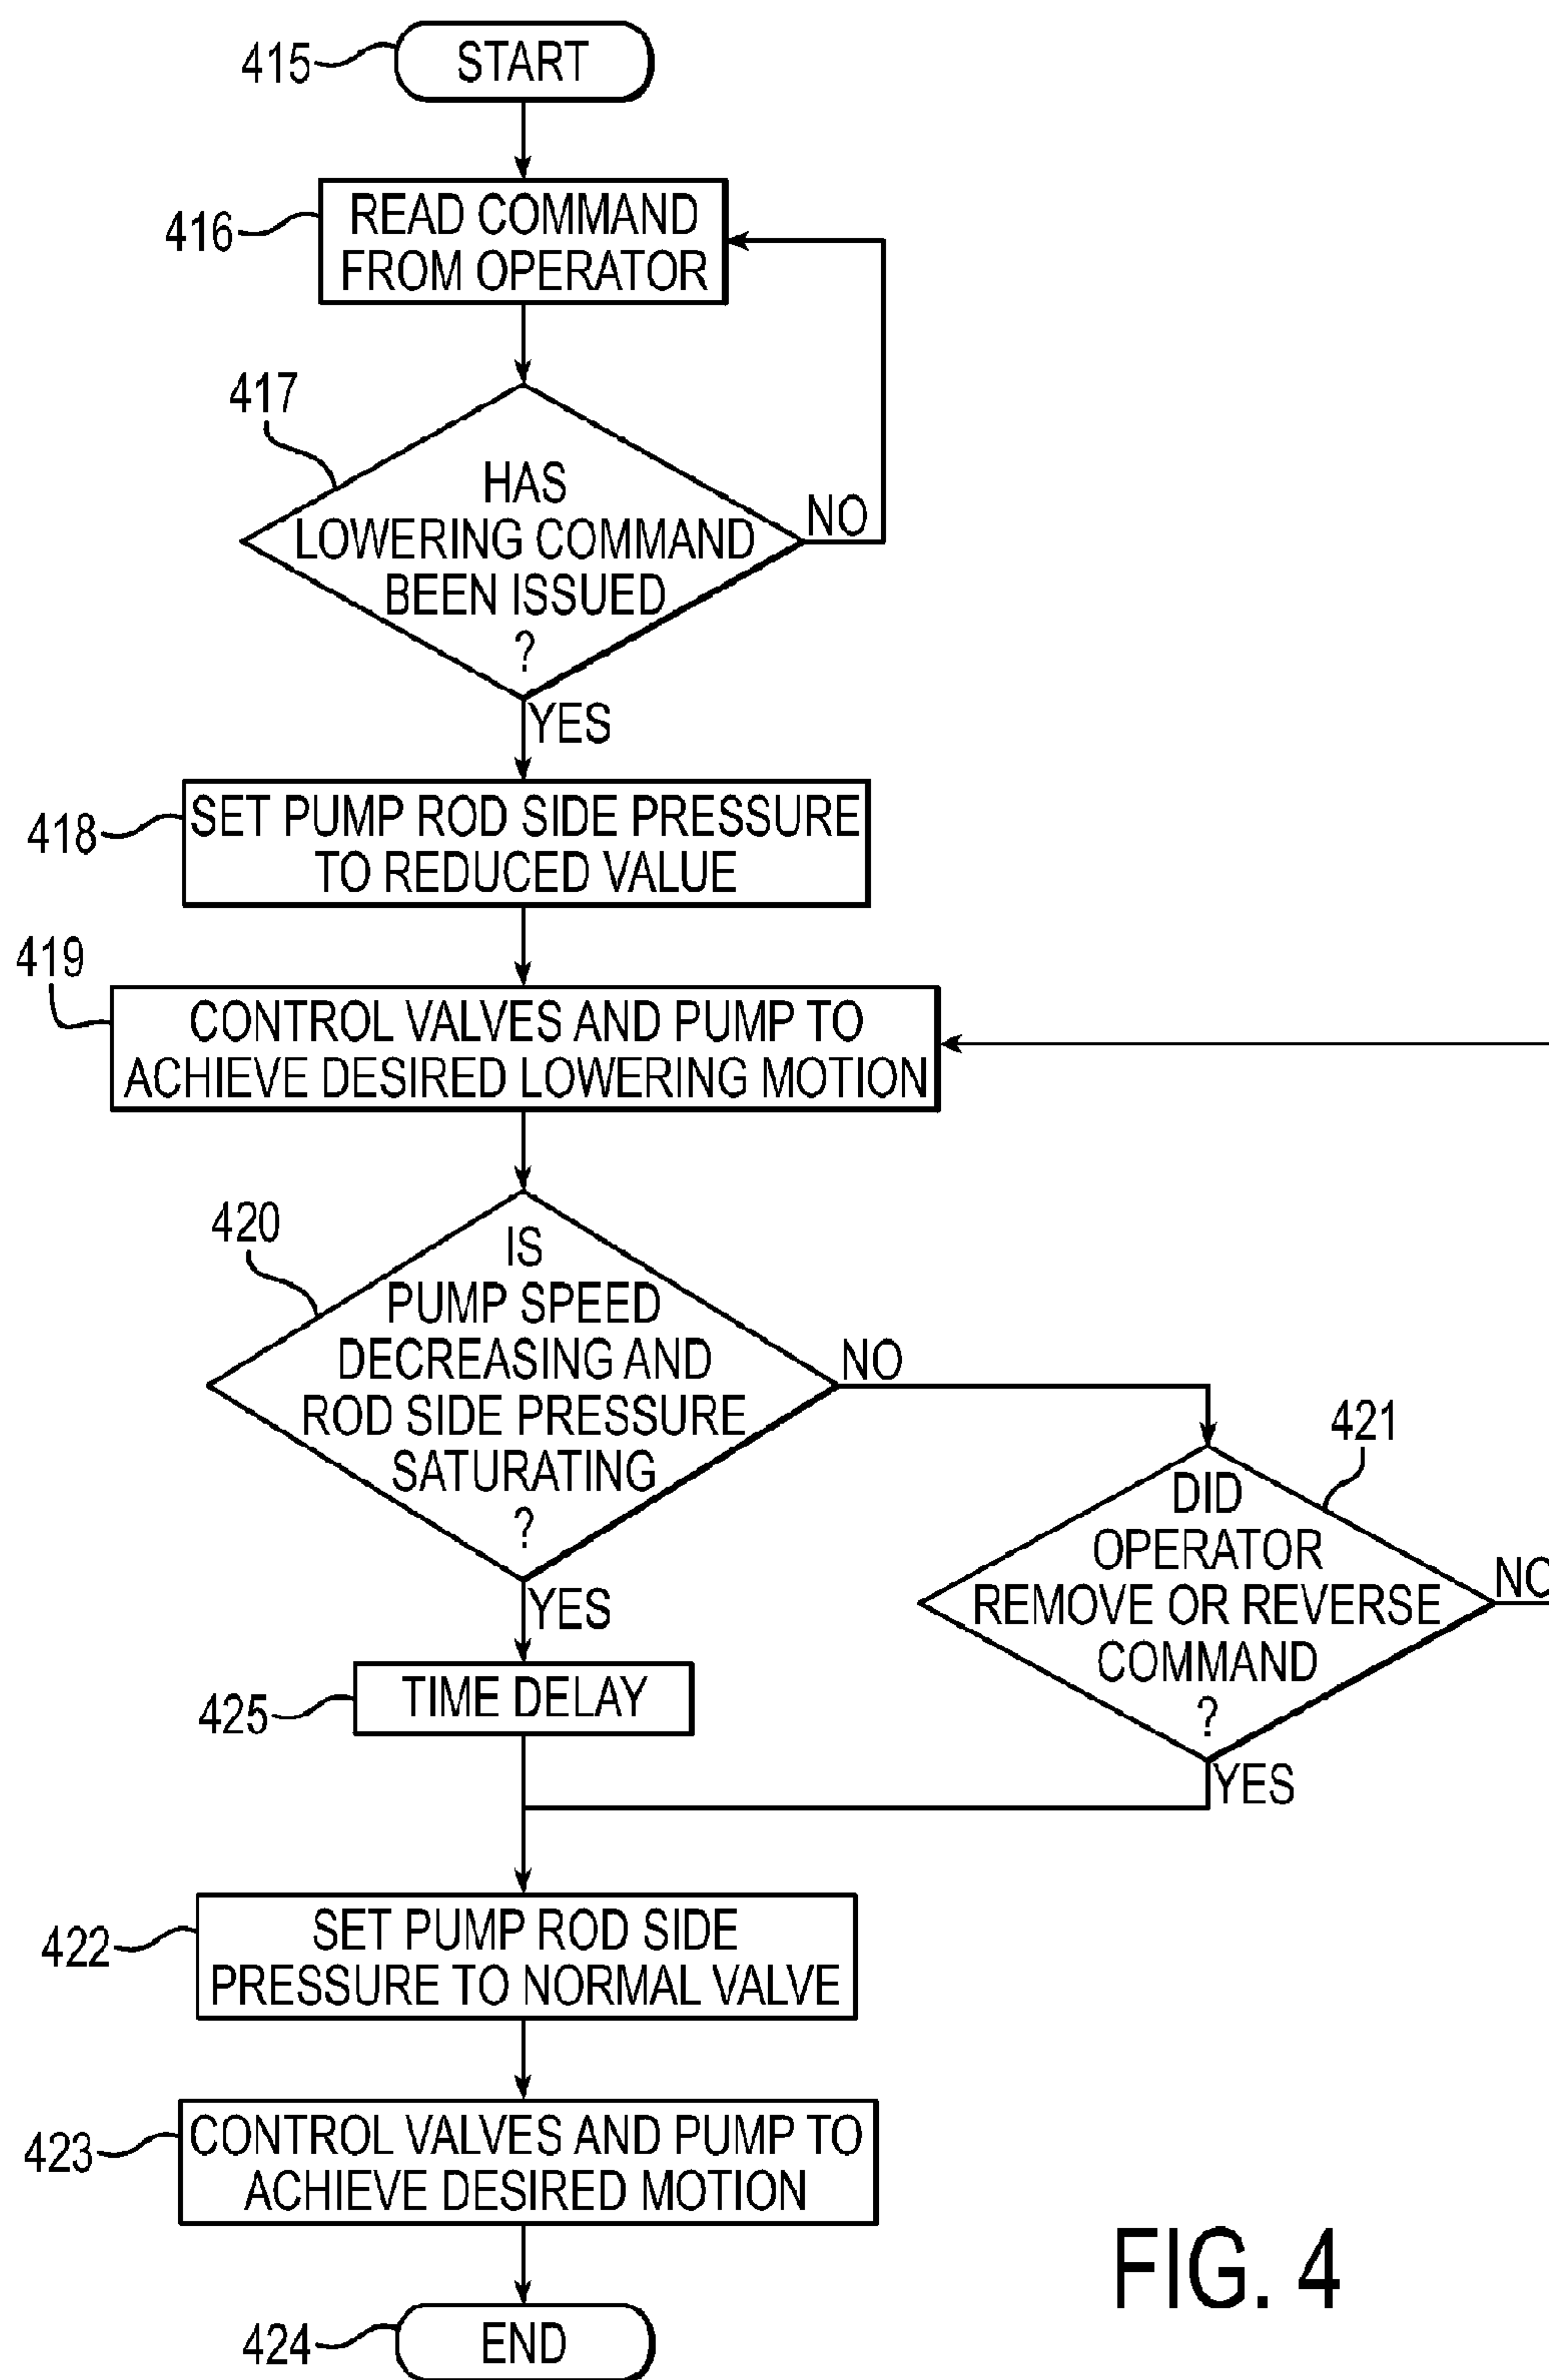 415
START
416
READ COMMAND
FROM OPERATOR
417
HAS
LOWERING COMMAND
BEEN ISSUED
?
NO
YES
418
SET PUMP ROD SIDE PRESSURE
TO REDUCED VALUE
419
CONTROL VALVES AND PUMP TO
ACHIEVE DESIRED LOWERING MOTION
420
IS
PUMP SPEED
DECREASING AND
ROD SIDE PRESSURE
SATURATING
?
NO
YES
421
DID
OPERATOR
REMOVE OR REVERSE
COMMAND
?
NO
YES
425
TIME DELAY
422
SET PUMP ROD SIDE
PRESSURE TO NORMAL VALVE
423
CONTROL VALVES AND PUMP TO
ACHIEVE DESIRED MOTION
424
END
FIG. 4